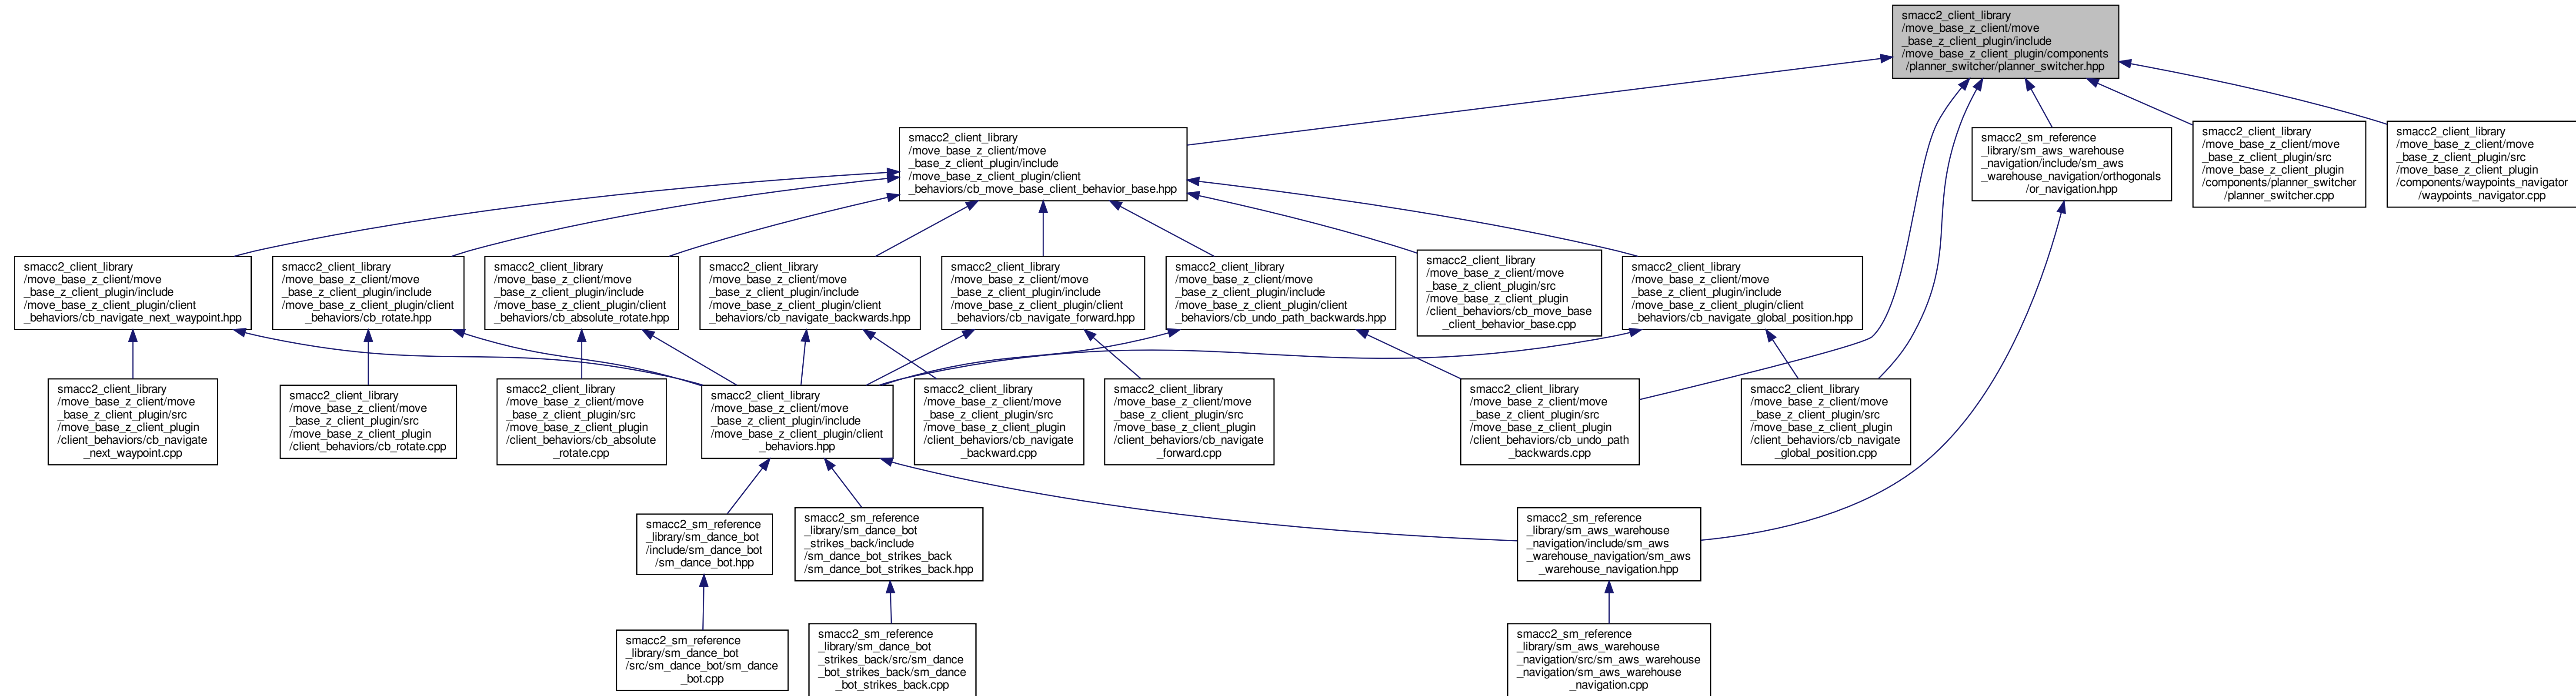 smacc2_client_library
/move_base_z_client/move
_base_z_client_plugin/include
/move_base_z_client_plugin/components
/planner_switcher/planner_switcher.hpp
smacc2_client_library
/move_base_z_client/move
_base_z_client_plugin/include
/move_base_z_client_plugin/client
_behaviors/cb_move_base_client_behavior_base.hpp
smacc2_sm_reference
_library/sm_aws_warehouse
_navigation/include/sm_aws
_warehouse_navigation/orthogonals
/or_navigation.hpp
smacc2_client_library
/move_base_z_client/move
_base_z_client_plugin/src
/move_base_z_client_plugin
/components/planner_switcher
/planner_switcher.cpp
smacc2_client_library
/move_base_z_client/move
_base_z_client_plugin/src
/move_base_z_client_plugin
/components/waypoints_navigator
/waypoints_navigator.cpp
smacc2_client_library
/move_base_z_client/move
_base_z_client_plugin/include
/move_base_z_client_plugin/client
_behaviors/cb_navigate_next_waypoint.hpp
smacc2_client_library
/move_base_z_client/move
_base_z_client_plugin/include
/move_base_z_client_plugin/client
_behaviors/cb_rotate.hpp
smacc2_client_library
/move_base_z_client/move
_base_z_client_plugin/include
/move_base_z_client_plugin/client
_behaviors/cb_absolute_rotate.hpp
smacc2_client_library
/move_base_z_client/move
_base_z_client_plugin/include
/move_base_z_client_plugin/client
_behaviors/cb_navigate_backwards.hpp
smacc2_client_library
/move_base_z_client/move
_base_z_client_plugin/include
/move_base_z_client_plugin/client
_behaviors/cb_navigate_forward.hpp
smacc2_client_library
/move_base_z_client/move
_base_z_client_plugin/include
/move_base_z_client_plugin/client
_behaviors/cb_undo_path_backwards.hpp
smacc2_client_library
/move_base_z_client/move
_base_z_client_plugin/src
/move_base_z_client_plugin
/client_behaviors/cb_move_base
_client_behavior_base.cpp
smacc2_client_library
/move_base_z_client/move
_base_z_client_plugin/include
/move_base_z_client_plugin/client
_behaviors/cb_navigate_global_position.hpp
smacc2_client_library
/move_base_z_client/move
_base_z_client_plugin/src
/move_base_z_client_plugin
/client_behaviors/cb_navigate
_next_waypoint.cpp
smacc2_client_library
/move_base_z_client/move
_base_z_client_plugin/src
/move_base_z_client_plugin
/client_behaviors/cb_rotate.cpp
smacc2_client_library
/move_base_z_client/move
_base_z_client_plugin/src
/move_base_z_client_plugin
/client_behaviors/cb_absolute
_rotate.cpp
smacc2_client_library
/move_base_z_client/move
_base_z_client_plugin/include
/move_base_z_client_plugin/client
_behaviors.hpp
smacc2_client_library
/move_base_z_client/move
_base_z_client_plugin/src
/move_base_z_client_plugin
/client_behaviors/cb_navigate
_backward.cpp
smacc2_client_library
/move_base_z_client/move
_base_z_client_plugin/src
/move_base_z_client_plugin
/client_behaviors/cb_navigate
_forward.cpp
smacc2_client_library
/move_base_z_client/move
_base_z_client_plugin/src
/move_base_z_client_plugin
/client_behaviors/cb_undo_path
_backwards.cpp
smacc2_client_library
/move_base_z_client/move
_base_z_client_plugin/src
/move_base_z_client_plugin
/client_behaviors/cb_navigate
_global_position.cpp
smacc2_sm_reference
_library/sm_dance_bot
/include/sm_dance_bot
/sm_dance_bot.hpp
smacc2_sm_reference
_library/sm_dance_bot
_strikes_back/include
/sm_dance_bot_strikes_back
/sm_dance_bot_strikes_back.hpp
smacc2_sm_reference
_library/sm_aws_warehouse
_navigation/include/sm_aws
_warehouse_navigation/sm_aws
_warehouse_navigation.hpp
smacc2_sm_reference
_library/sm_dance_bot
/src/sm_dance_bot/sm_dance
_bot.cpp
smacc2_sm_reference
_library/sm_dance_bot
_strikes_back/src/sm_dance
_bot_strikes_back/sm_dance
_bot_strikes_back.cpp
smacc2_sm_reference
_library/sm_aws_warehouse
_navigation/src/sm_aws_warehouse
_navigation/sm_aws_warehouse
_navigation.cpp